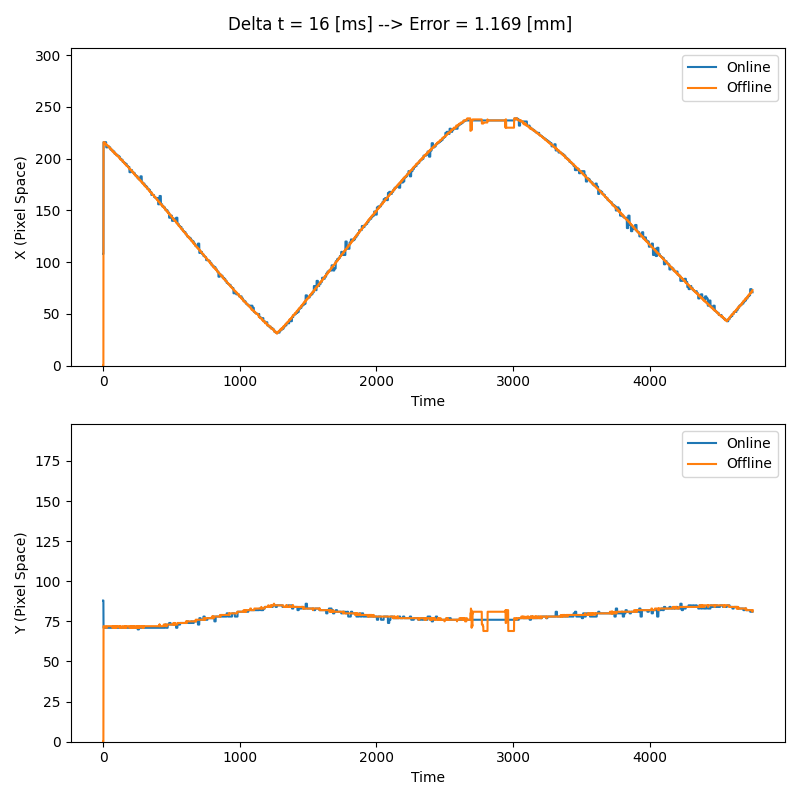 Delta t = 16 [ms] --> Error = 1.169 [mm]
300
250
200
150
100
50
0
X (Pixel Space)
Online
Offline
0 1000 2000 3000 4000
Time
175
150
125
100
75
50
25
0
Y (Pixel Space)
Online
Offline
0 1000 2000 3000 4000
Time